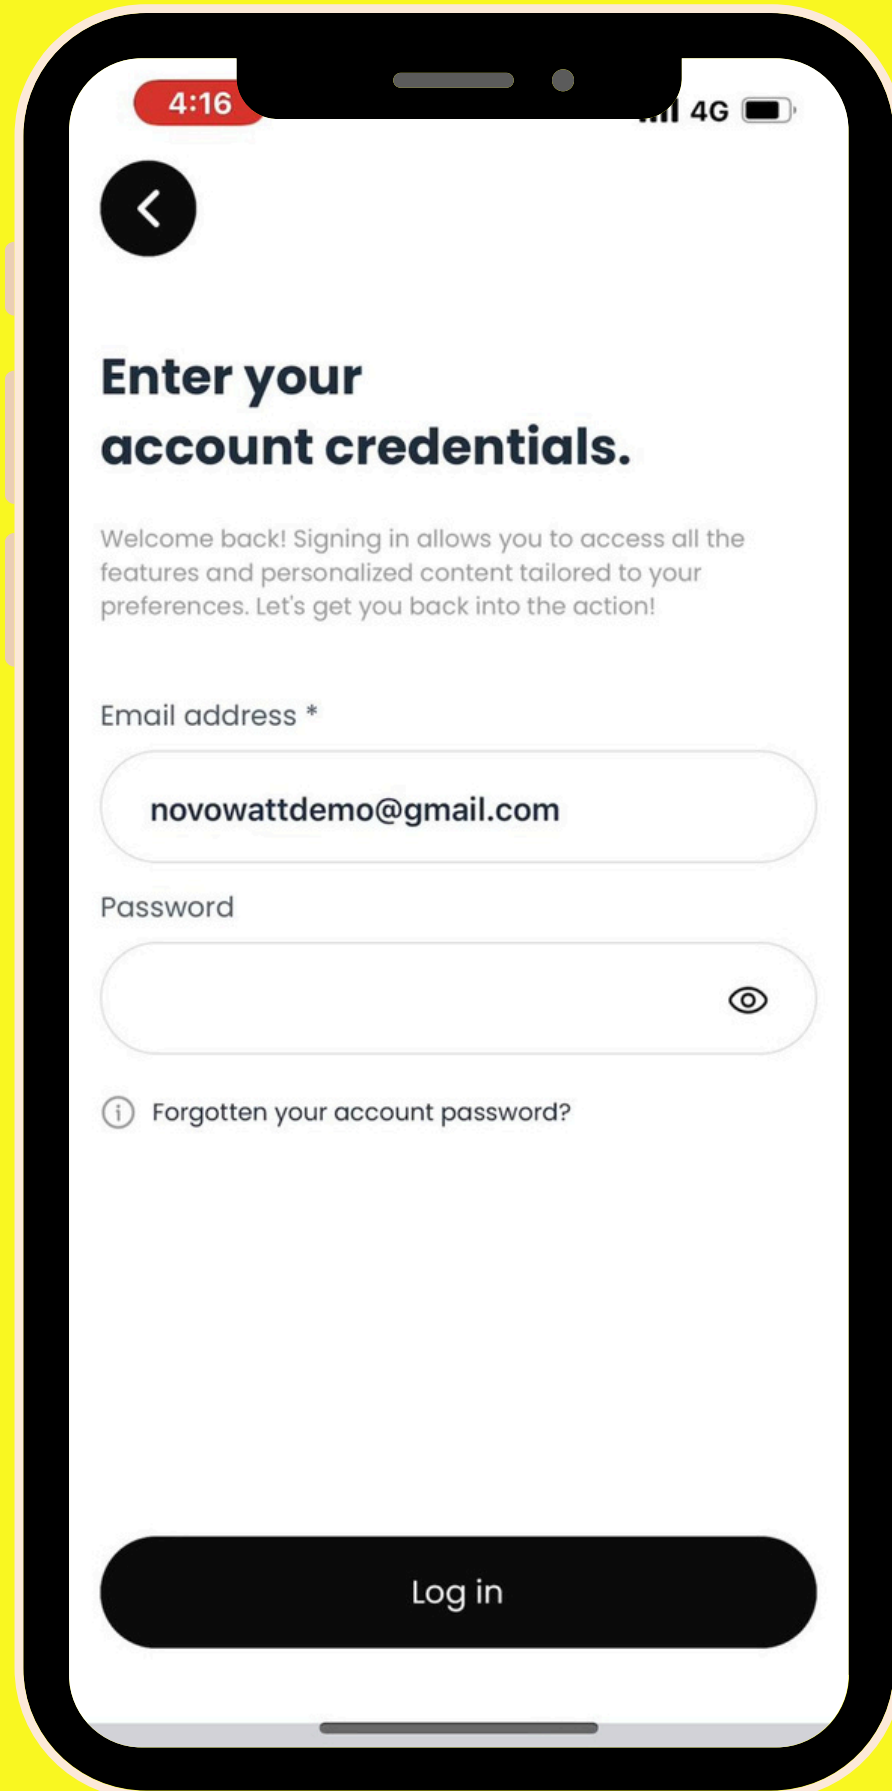 4:16
4G
Enter your
account credentials.
Welcome back! Signing in allows you to access all the
features and personalized content tailored to your
preferences. Let's get you back into the action!
Email address *
novowattdemo@gmail.com
Password
Forgotten your account password?
Log in